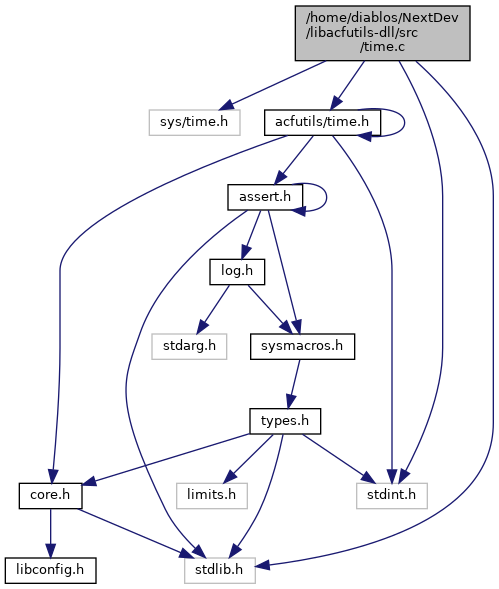 /home/diablos/NextDev
/libacfutils-dll/src
/time.c
sys/time.h
acfutils/time.h
assert.h
log.h
stdarg.h
sysmacros.h
types.h
core.h
limits.h
stdint.h
libconfig.h
stdlib.h